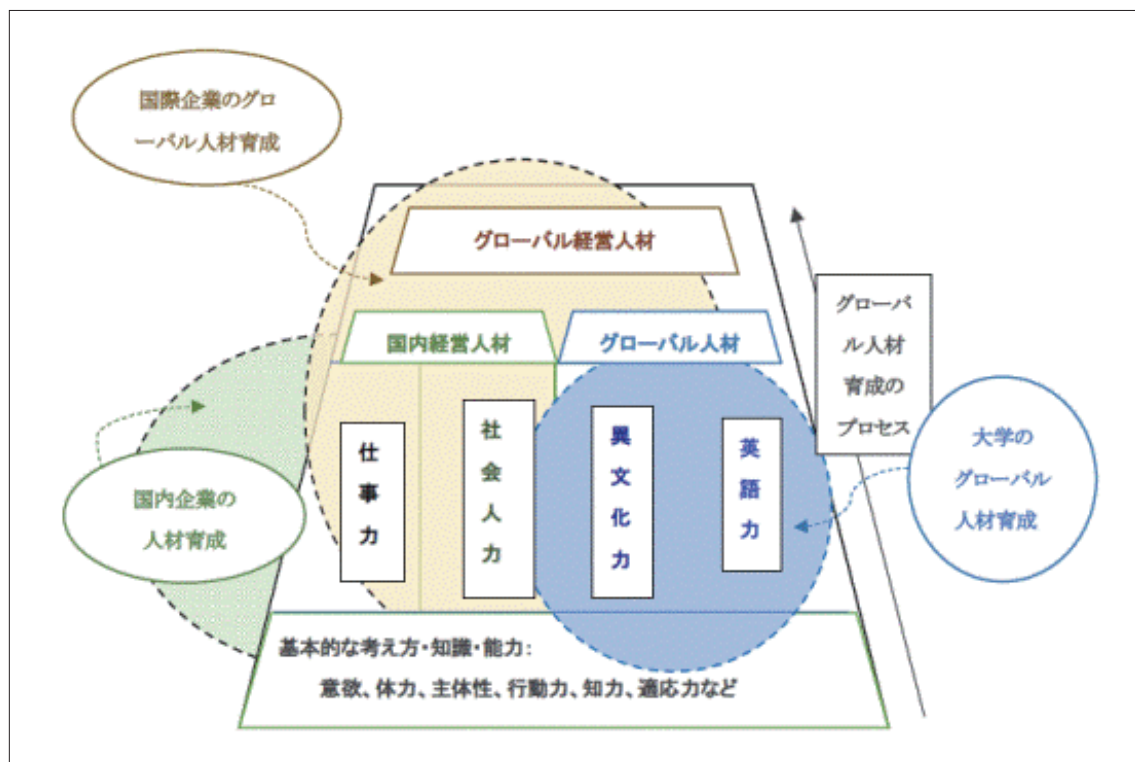 国際企業のグロ
ーバル人材育成
グローバル経営人材
国内経営人材
グローバル人材
グローバ
ル人材
育成の
プロセス
仕事力
社会人力
異文化力
英語力
大学の
グローバル
人材育成
国内企業の
人材育成
基本的な考え方・知識・能力：
意欲、体力、主体性、行動力、知力、適応力など